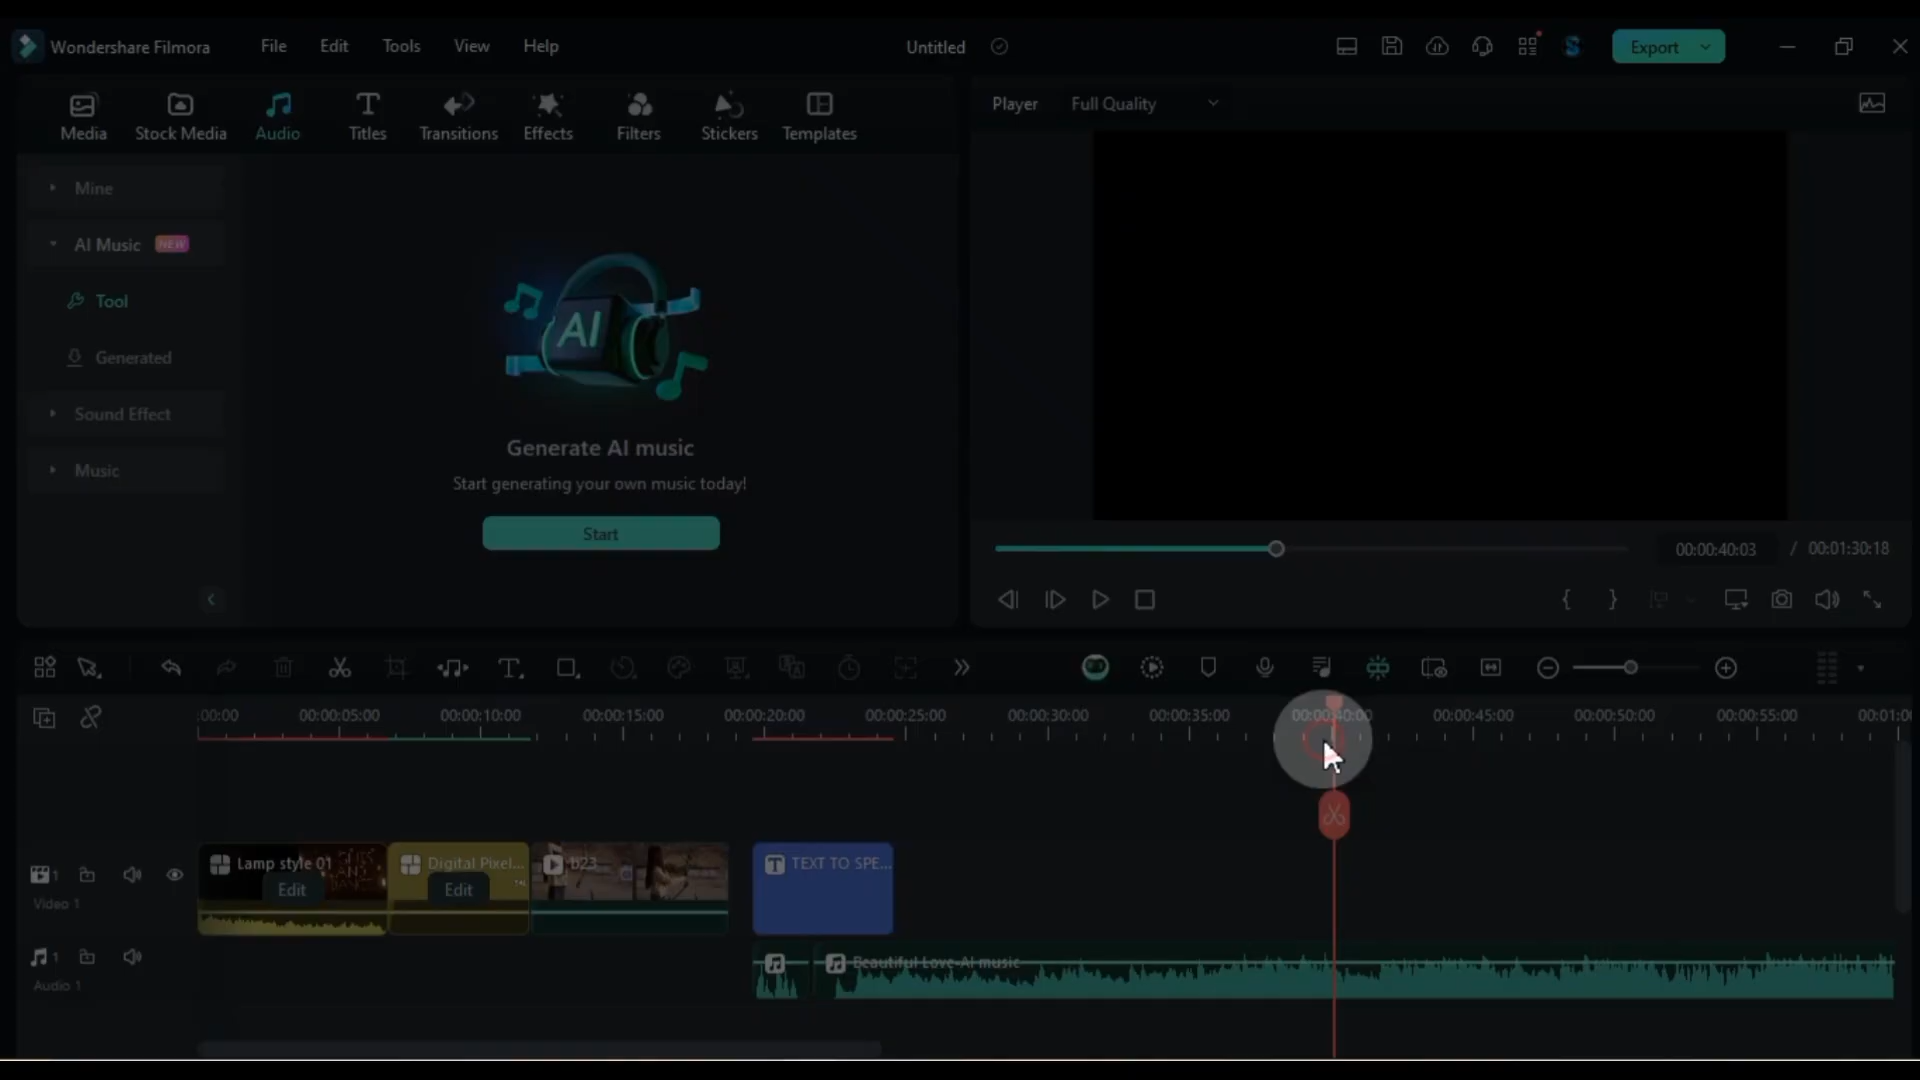 Wondershare Filmora File Edit Tools View Help Untitled Export
Media Stock Media Audio Titles Transitions Effects Filters Stickers Templates
Player Full Quality
Mine
AI Music NEW
Tool
Generated
Sound Effect
Music
AI
Generate AI music
Start generating your own music today!
Start
00:00:40:03 / 00:01:30:18
:00:00 00:00:05:00 00:00:10:00 00:00:15:00 00:00:20:00 00:00:25:00 00:00:30:00 00:00:35:00 00:00:40:00 00:00:45:00 00:00:50:00 00:00:55:00 00:01:0
Lamp style 01 Digital Pixel... b23 TEXT TO SPE...
Edit Edit
1
Video 1
1
Audio 1
Beautiful Love-AI music